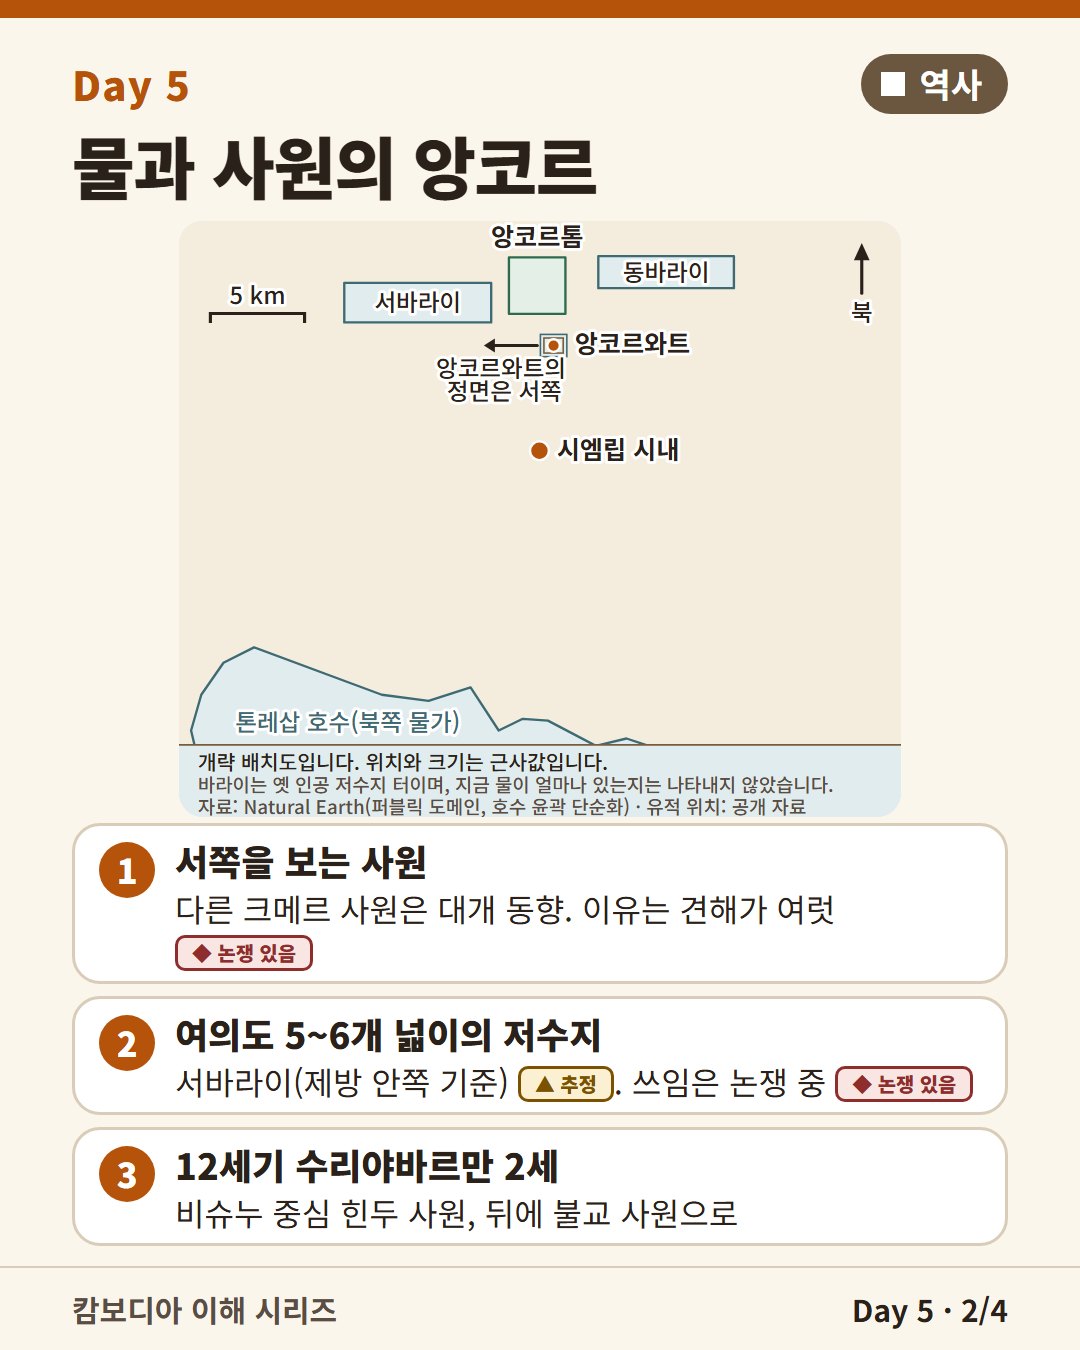 Day 5
■ 역사
물과 사원의 앙코르
앙코르톰
동바라이
5 km
서바라이
북
앙코르와트
앙코르와트의
정면은 서쪽
시엠립 시내
톤레삽 호수(북쪽 물가)
개략 배치도입니다. 위치와 크기는 근사값입니다.
바라이는 옛 인공 저수지 터이며, 지금 물이 얼마나 있는지는 나타내지 않았습니다.
자료: Natural Earth(퍼블릭 도메인, 호수 윤곽 단순화) · 유적 위치: 공개 자료
1 서쪽을 보는 사원
다른 크메르 사원은 대개 동향. 이유는 견해가 여럿
◆ 논쟁 있음
2 여의도 5~6개 넓이의 저수지
서바라이(제방 안쪽 기준) ▲ 추정. 쓰임은 논쟁 중 ◆ 논쟁 있음
3 12세기 수리야바르만 2세
비슈누 중심 힌두 사원, 뒤에 불교 사원으로
캄보디아 이해 시리즈
Day 5 · 2/4